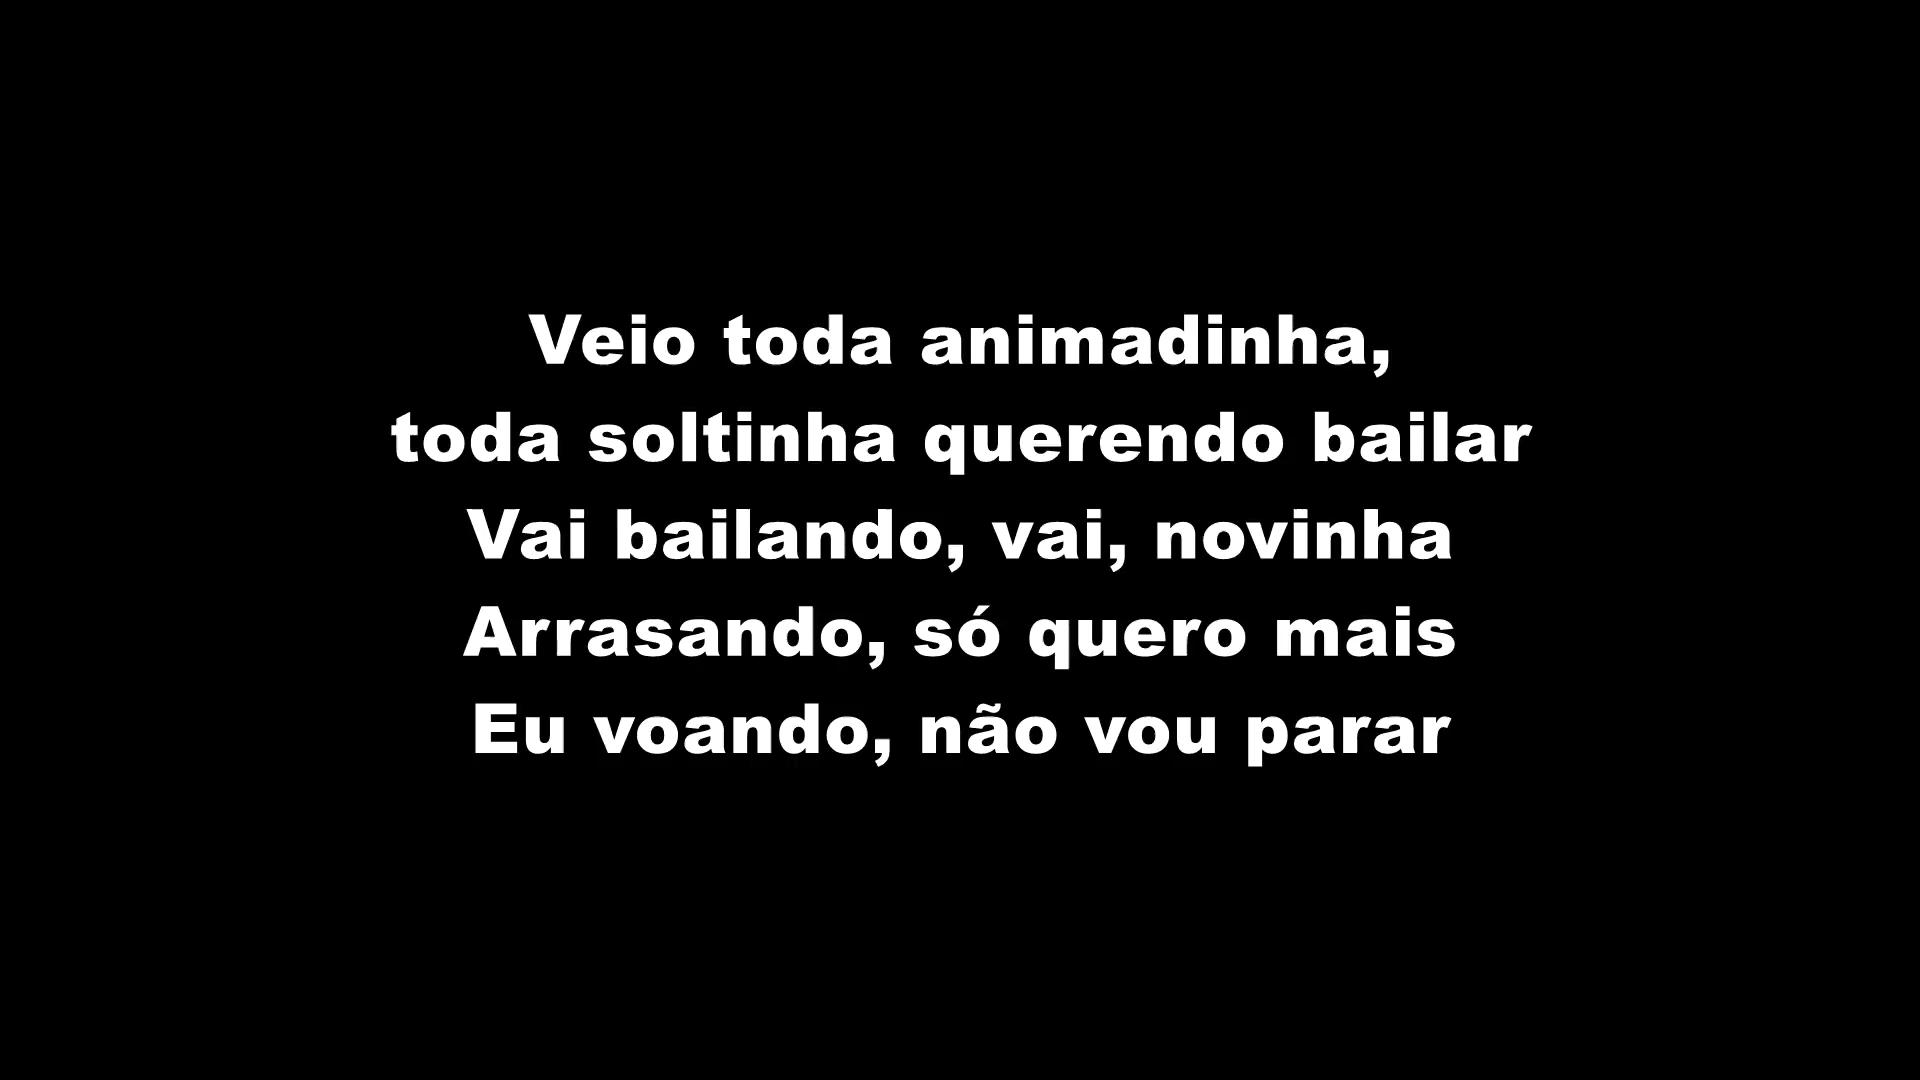 Veio toda animadinha,
toda soltinha querendo bailar
Vai bailando, vai, novinha
Arrasando, só quero mais
Eu voando, não vou parar